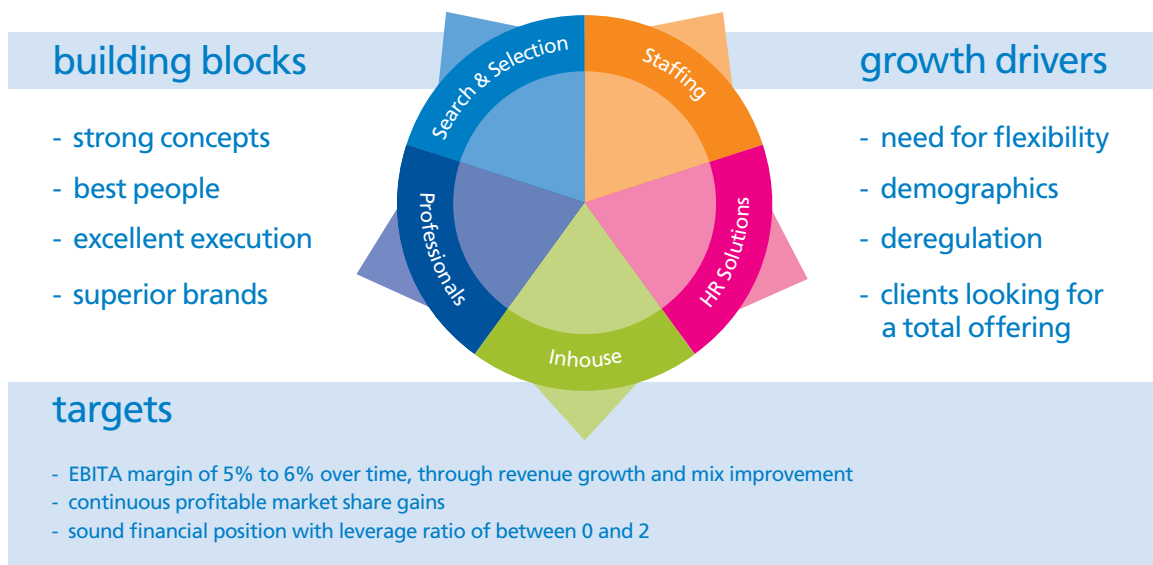 building blocks
- strong concepts
- best people
- excellent execution
- superior brands
Search & Selection
Staffing
Professionals
HR Solutions
Inhouse
growth drivers
- need for flexibility
- demographics
- deregulation
- clients looking for
a total offering
targets
- EBITA margin of 5% to 6% over time, through revenue growth and mix improvement
- continuous profitable market share gains
- sound financial position with leverage ratio of between 0 and 2